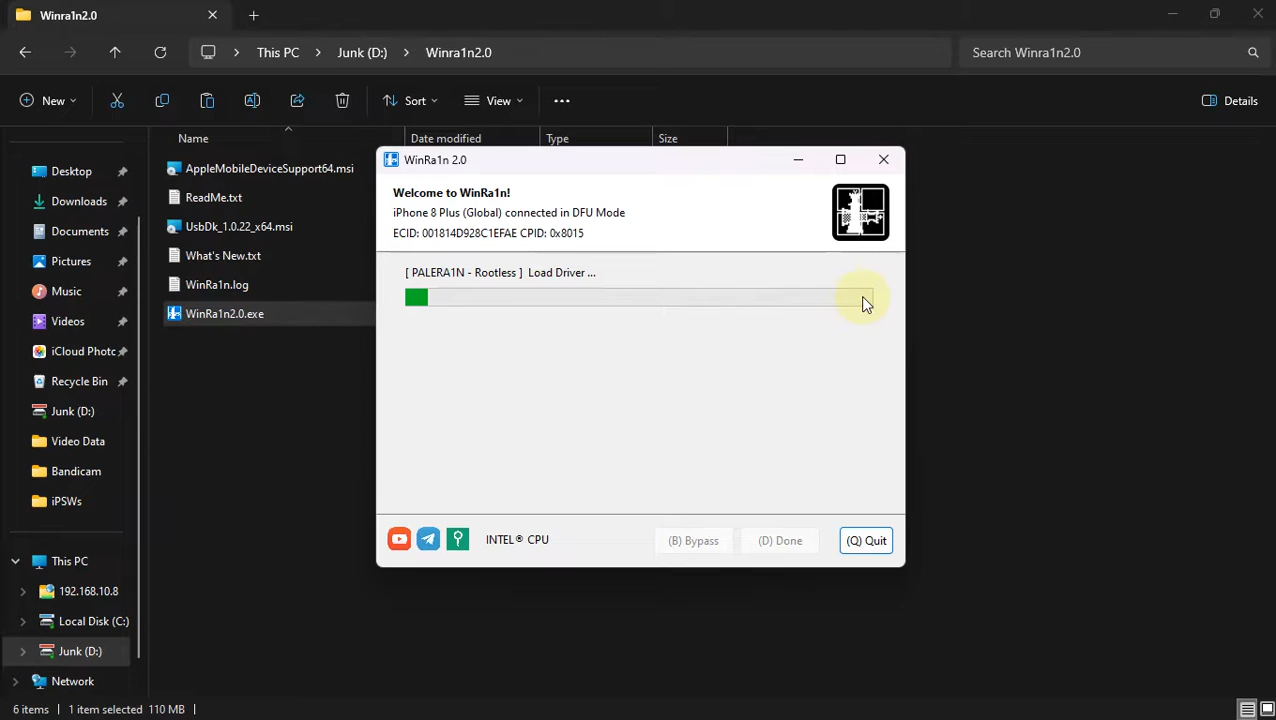 Winra1n2.0
This PC
Junk (D:)
Winra1n2.0
Search Winra1n2.0
New
Sort
View
Details
Name
Date modified
Type
Size
Desktop
Downloads
Documents
Pictures
Music
Videos
iCloud Photc
Recycle Bin
Junk (D:)
Video Data
Bandicam
iPSWs
This PC
192.168.10.8
Local Disk (C:)
Junk (D:)
Network
AppleMobileDeviceSupport64.msi
ReadMe.txt
UsbDk_1.0.22_x64.msi
What's New.txt
WinRa1n.log
WinRa1n2.0.exe
WinRa1n 2.0
Welcome to WinRa1n!
iPhone 8 Plus (Global) connected in DFU Mode
ECID: 001814D928C1EFAE CPID: 0x8015
[ PALERA1N - Rootless ] Load Driver ...
INTEL® CPU
(B) Bypass
(D) Done
(Q) Quit
6 items
1 item selected 110 MB